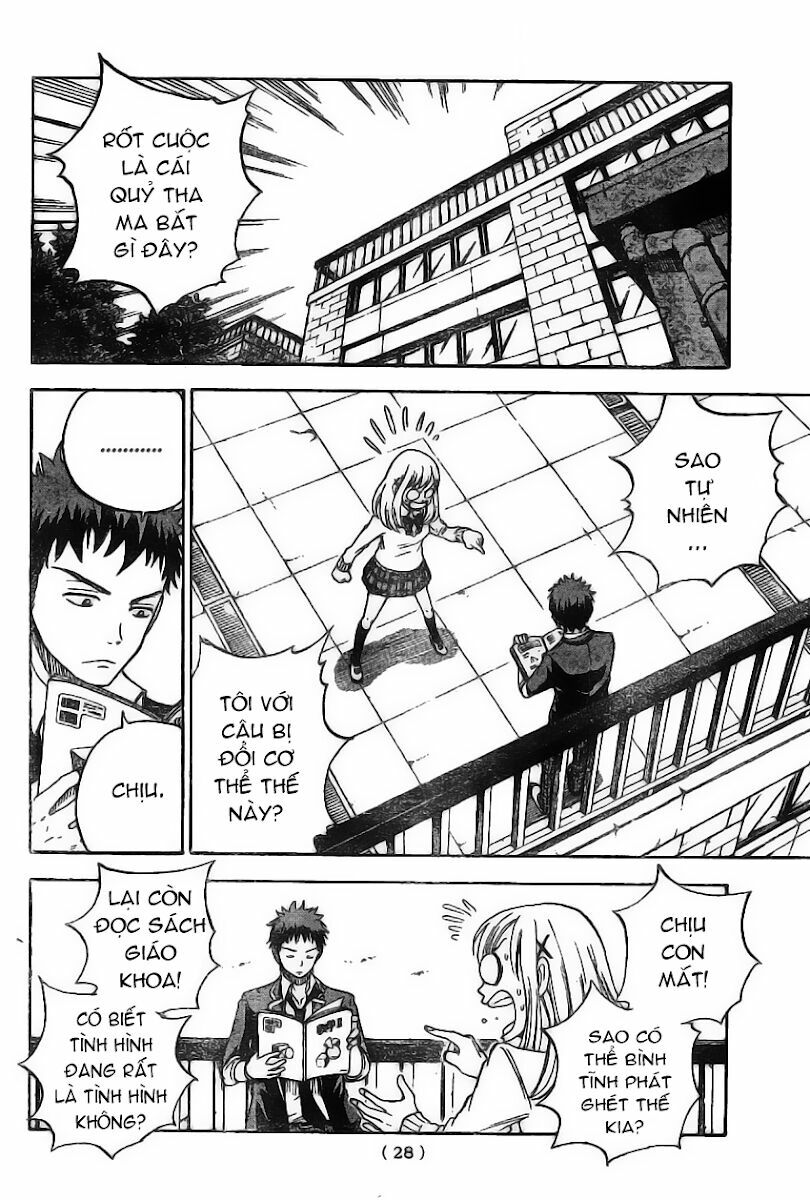 RỐT CUỘC
LÀ CÁI
QUỶ THA
MA BẮT
GÌ ĐÂY?
SAO
TỰ
NHIÊN
...
TÔI VỚI
CÂU BỊ
ĐỔI CƠ
THỂ THẾ
NÀY?
.............
CHỊU.
CHỊU
CON
MẮT!
SAO CÓ
THỂ BÌNH
TĨNH PHÁT
GHÉT THẾ
KIA?
LẠI CÒN
ĐỌC SÁCH
GIÁO
KHOA!
CÓ BIẾT
TÌNH HÌNH
ĐANG RẤT
LÀ TÌNH HÌNH
KHÔNG?
( 28 )